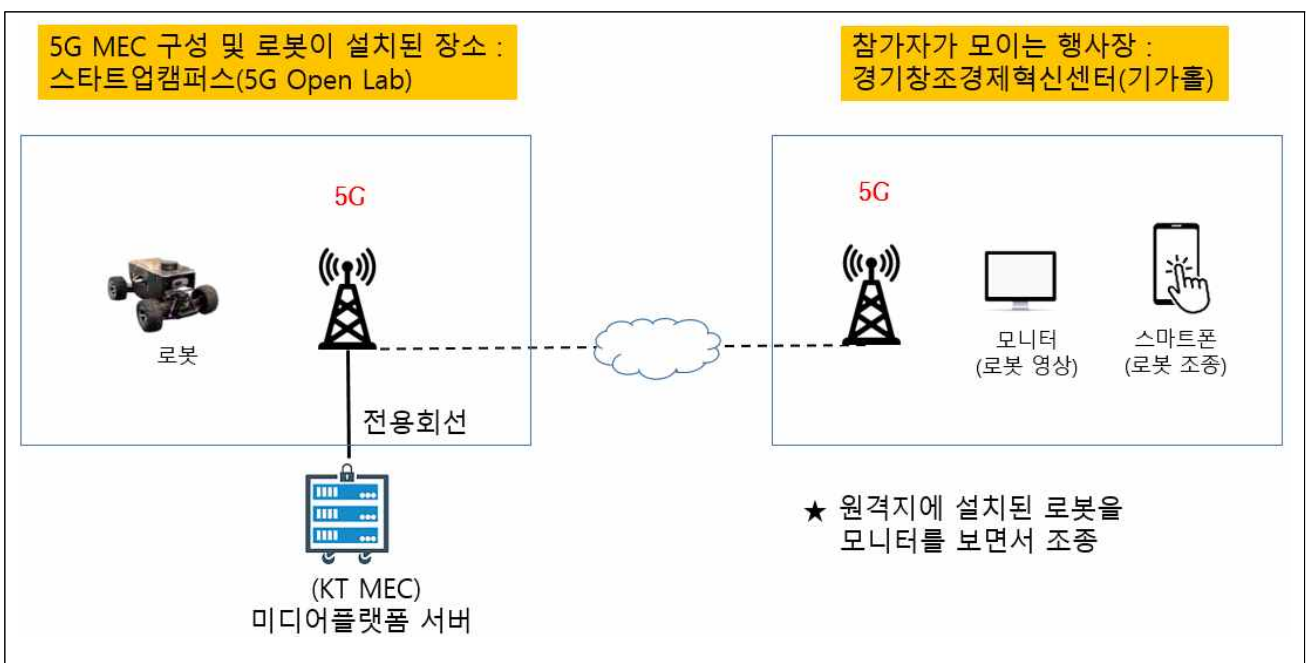 5G MEC 구성 및 로봇이 설치된 장소 :
스타트업캠퍼스(5G Open Lab)
참가자가 모이는 행사장 :
경기창조경제혁신센터(기가홀)
5G
로봇
전용회선
(KT MEC)
미디어플랫폼 서버
5G
모니터
(로봇 영상)
스마트폰
(로봇 조종)
★ 원격지에 설치된 로봇을
모니터를 보면서 조종